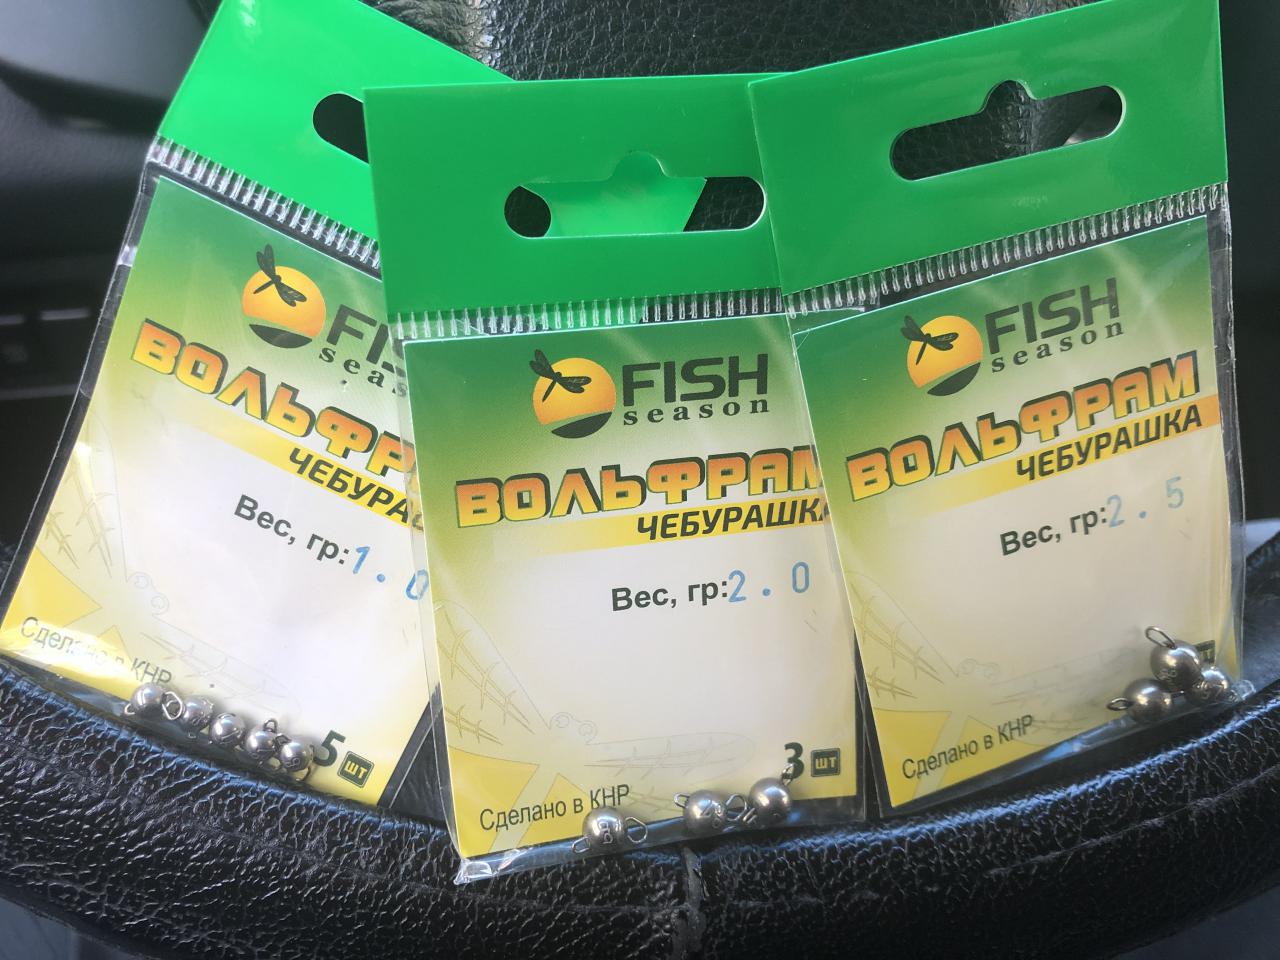 FISH
season
ВОЛЬФРАМ
ЧЕБУРАШКА
Вес, гр: 1.0
Сделано в КНР
5 шт
FISH
season
ВОЛЬФРАМ
ЧЕБУРАШКА
Вес, гр: 2.0
3 шт
Сделано в КНР
FISH
season
ВОЛЬФРАМ
ЧЕБУРАШКА
Вес, гр: 2.5
Сделано в КНР